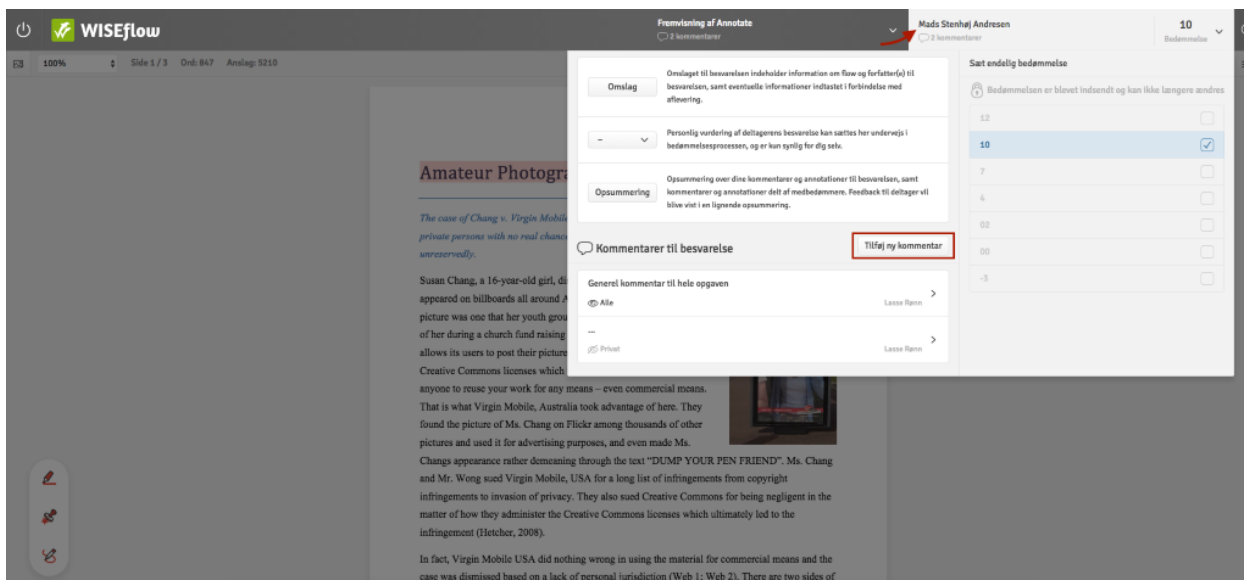 WISEflow
Fremvisning af Annotate
2 kommentarer
Mads Stenhøj Andresen
2 kommentarer
10
Bedømmelse
100%
Side 1 / 3
Ord: 847
Anslag: 5210
Omslag
Omslaget til besvarelsen indeholder information om flow og forfatter(e) til
besvarelsen, samt eventuelle informationer indtastet i forbindelse med
aflevering.
–
Personlig vurdering af deltagerens besvarelse kan sættes her undervejs i
bedømmelsesprocessen, og er kun synlig for dig selv.
Opsummering
Opsummering over dine kommentarer og annotationer til besvarelsen, samt
kommentarer og annotationer delt af medbedømmere. Feedback til deltager vil
blive vist i en lignende opsummering.
Kommentarer til besvarelse
Tilføj ny kommentar
Generel kommentar til hele opgaven
Alle
Lasse Rønn
...
Privat
Lasse Rønn
Sæt endelig bedømmelse
Bedømmelsen er blevet indsendt og kan ikke længere ændres
12
10
7
4
02
00
-3
Amateur Photogra
The case of Chang v. Virgin Mobile
private persons with no real chance
unreservedly.
Susan Chang, a 16-year-old girl, di
appeared on billboards all around A
picture was one that her youth grou
of her during a church fund raising
allows its users to post their picture
Creative Commons licenses which
anyone to reuse your work for any means – even commercial means.
That is what Virgin Mobile, Australia took advantage of here. They
found the picture of Ms. Chang on Flickr among thousands of other
pictures and used it for advertising purposes, and even made Ms.
Changs appearance rather demeaning through the text “DUMP YOUR PEN FRIEND”. Ms. Chang
and Mr. Wong sued Virgin Mobile, USA for a long list of infringements from copyright
infringements to invasion of privacy. They also sued Creative Commons for being negligent in the
matter of how they administer the Creative Commons licenses which ultimately led to the
infringement (Hetcher, 2008).
In fact, Virgin Mobile USA did nothing wrong in using the material for commercial means and the
case was dismissed based on a lack of personal jurisdiction (Web 1; Web 2). There are two sides of